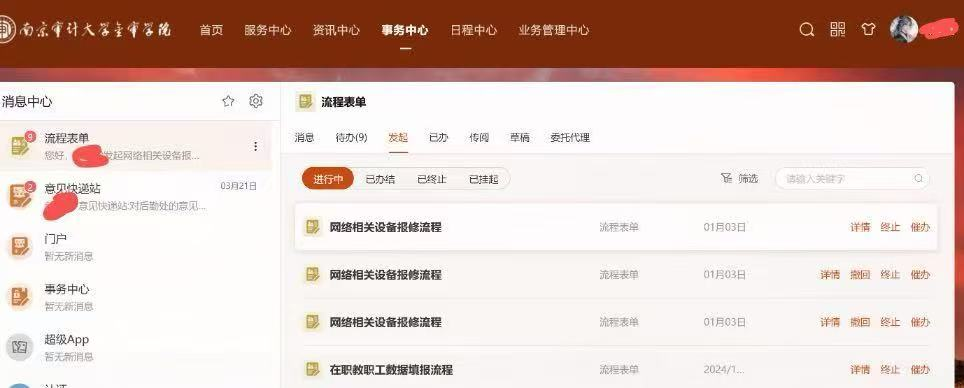 南京审计大学金审学院
首页 服务中心 资讯中心 事务中心 日程中心 业务管理中心
消息中心
流程表单
9
您好，
发起网络相关设备报...
意见快递站
2
03月21日
意见快递站:对后勤处的意见...
门户
暂无新消息
事务中心
暂无新消息
超级App
暂无新消息
流程表单
消息 待办(9) 发起 已办 传阅 草稿 委托代理
进行中 已办结 已终止 已挂起 筛选 请输入关键字
网络相关设备报修流程 流程表单 01月03日 详情 终止 催办
网络相关设备报修流程 流程表单 01月03日 详情 撤回 终止 催办
网络相关设备报修流程 流程表单 01月03日 详情 撤回 终止 催办
在职教职工数据填报流程 流程表单 2024/1... 详情 撤回 终止 催办